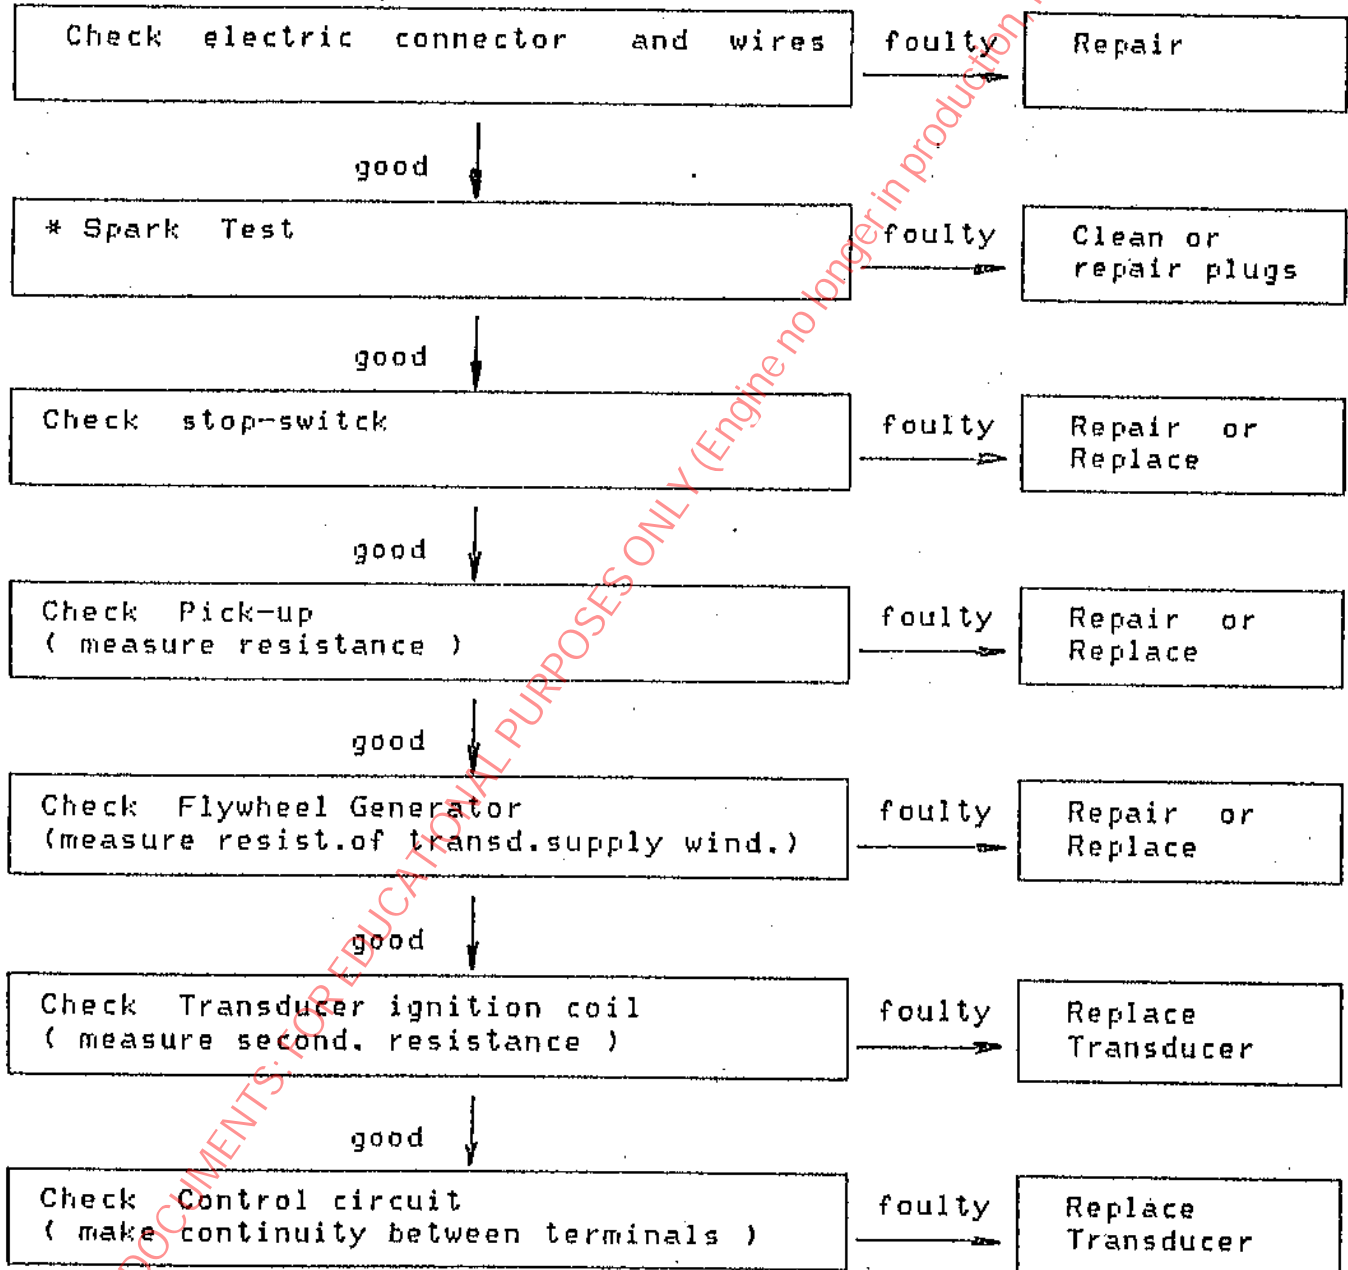 Check electric connector and wires
foulty
Repair
good
* Spark Test
foulty
Clean or
repair plugs
good
Check stop-switck
foulty
Repair or
Replace
good
Check Pick-up
( measure resistance )
foulty
Repair or
Replace
good
Check Flywheel Generator
(measure resist.of transd.supply wind.)
foulty
Repair or
Replace
good
Check Transducer ignition coil
( measure second. resistance )
foulty
Replace
Transducer
good
Check Control circuit
( make continuity between terminals )
foulty
Replace
Transducer
DOCUMENTS: FOR EDUCATIONAL PURPOSES ONLY (Engine no longer in production,